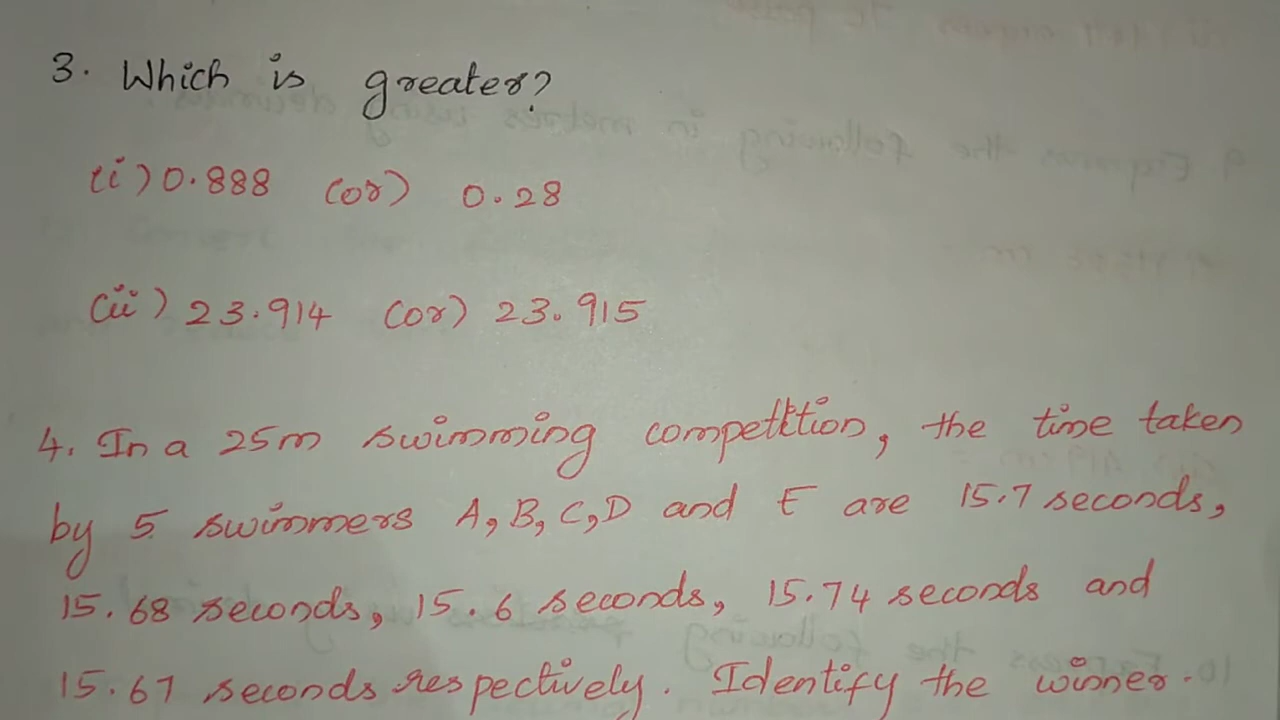 3. Which is greater?
(i) 0.888 (or) 0.28
(ii) 23.914 (or) 23.915
4. In a 25m swimming competition, the time taken
by 5 swimmers A, B, C, D and E are 15.7 seconds,
15.68 seconds, 15.6 seconds, 15.74 seconds and
15.67 seconds respectively. Identify the winner.